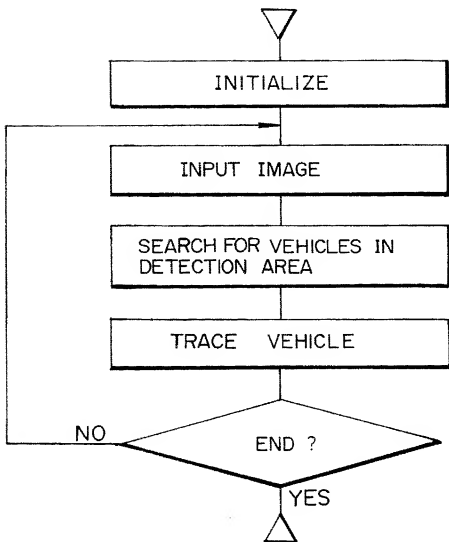 INITIALIZE
INPUT IMAGE
SEARCH FOR VEHICLES IN
DETECTION AREA
TRACE VEHICLE
END ?
NO
YES